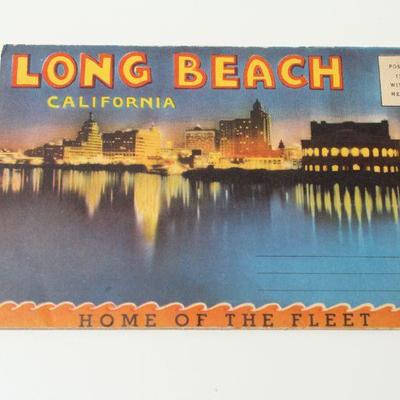 LONG BEACH
CALIFORNIA
HOME OF THE FLEET